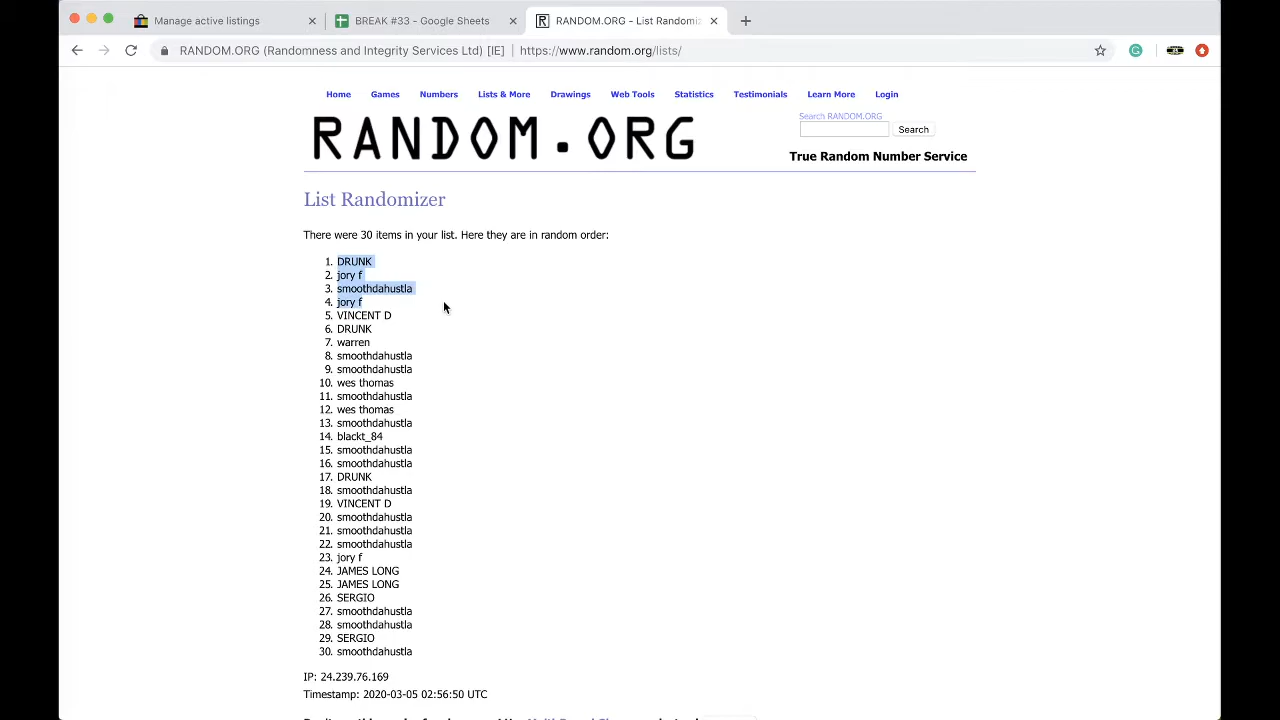 Manage active listings
BREAK #33 - Google Sheets
RANDOM.ORG - List Randomiz
RANDOM.ORG (Randomness and Integrity Services Ltd) [IE] | https://www.random.org/lists/
Home Games Numbers Lists & More Drawings Web Tools Statistics Testimonials Learn More Login
RANDOM.ORG
Search RANDOM.ORG
Search
True Random Number Service
List Randomizer
There were 30 items in your list. Here they are in random order:
1. DRUNK
2. jory f
3. smoothdahustla
4. jory f
5. VINCENT D
6. DRUNK
7. warren
8. smoothdahustla
9. smoothdahustla
10. wes thomas
11. smoothdahustla
12. wes thomas
13. smoothdahustla
14. blackt_84
15. smoothdahustla
16. smoothdahustla
17. DRUNK
18. smoothdahustla
19. VINCENT D
20. smoothdahustla
21. smoothdahustla
22. smoothdahustla
23. jory f
24. JAMES LONG
25. JAMES LONG
26. SERGIO
27. smoothdahustla
28. smoothdahustla
29. SERGIO
30. smoothdahustla
IP: 24.239.76.169
Timestamp: 2020-03-05 02:56:50 UTC